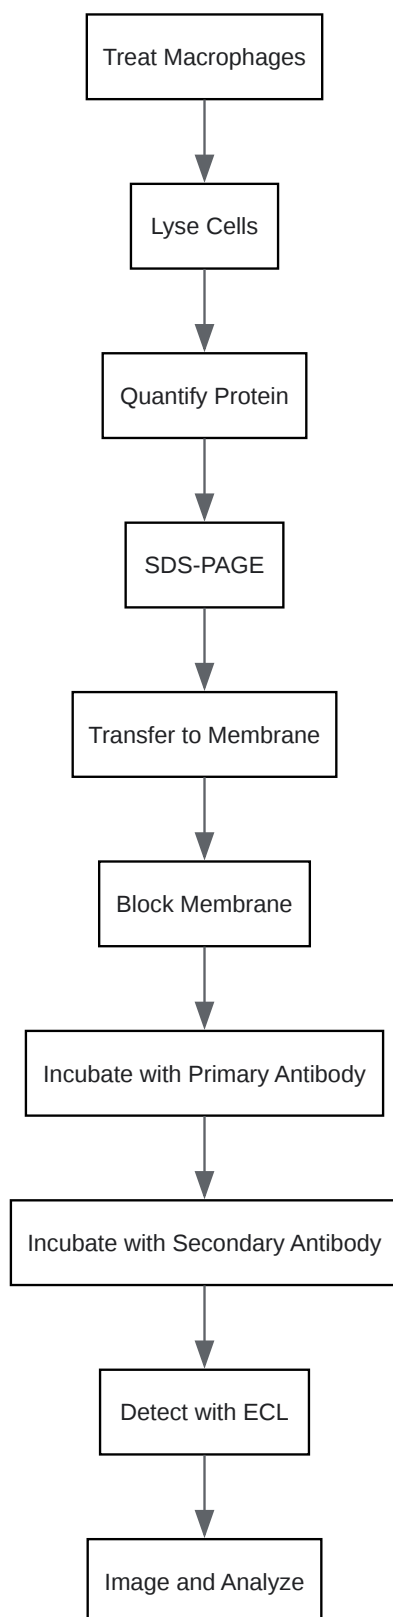 Treat Macrophages
Lyse Cells
Quantify Protein
SDS-PAGE
Transfer to Membrane
Block Membrane
Incubate with Primary Antibody
Incubate with Secondary Antibody
Detect with ECL
Image and Analyze